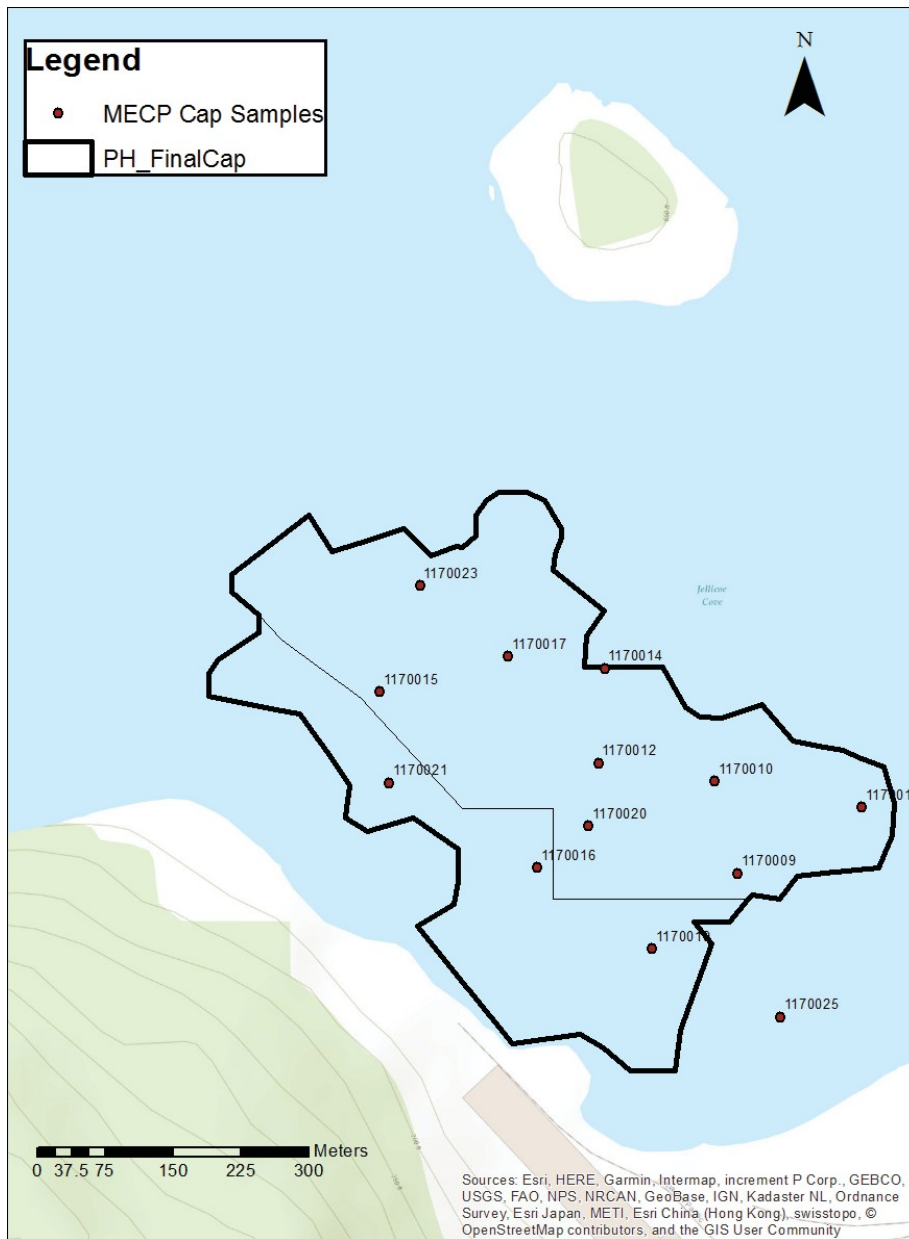 Legend
MECP Cap Samples
PH_FinalCap
N
Jellicoe
Cove
1170023
1170017
1170014
1170015
1170012
1170010
1170021
117001
1170020
1170016
1170009
1170025
Meters
0 37.5 75 150 225 300
Sources: Esri, HERE, Garmin, Intermap, increment P Corp., GEBCO,
USGS, FAO, NPS, NRCAN, GeoBase, IGN, Kadaster NL, Ordnance
Survey, Esri Japan, METI, Esri China (Hong Kong), swisstopo, ©
OpenStreetMap contributors, and the GIS User Community